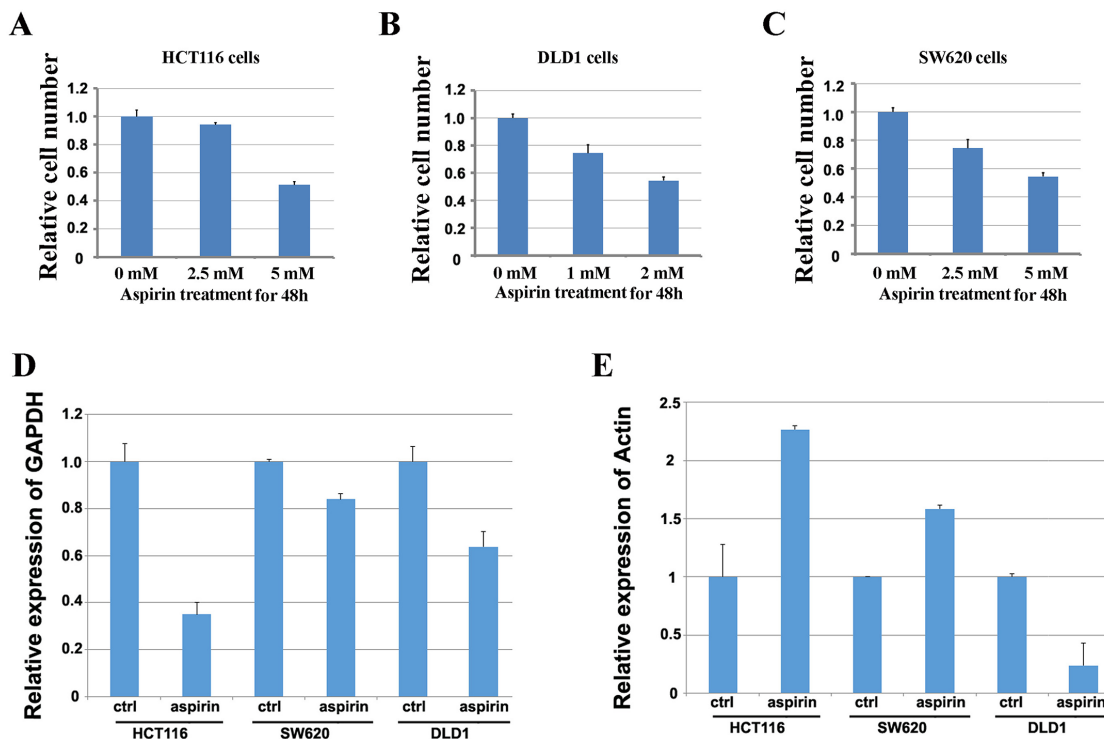 A
HCT116 cells
Relative cell number
1.2
1.0
0.8
0.6
0.4
0.2
0
0 mM 2.5 mM 5 mM
Aspirin treatment for 48h
B
DLD1 cells
Relative cell number
1.2
1.0
0.8
0.6
0.4
0.2
0
0 mM 1 mM 2 mM
Aspirin treatment for 48h
C
SW620 cells
Relative cell number
1.2
1.0
0.8
0.6
0.4
0.2
0
0 mM 2.5 mM 5 mM
Aspirin treatment for 48h
D
Relative expression of GAPDH
1.2
1.0
0.8
0.6
0.4
0.2
0
ctrl aspirin ctrl aspirin ctrl aspirin
HCT116 SW620 DLD1
E
Relative expression of Actin
2.5
2
1.5
1
0.5
0
ctrl aspirin ctrl aspirin ctrl aspirin
HCT116 SW620 DLD1